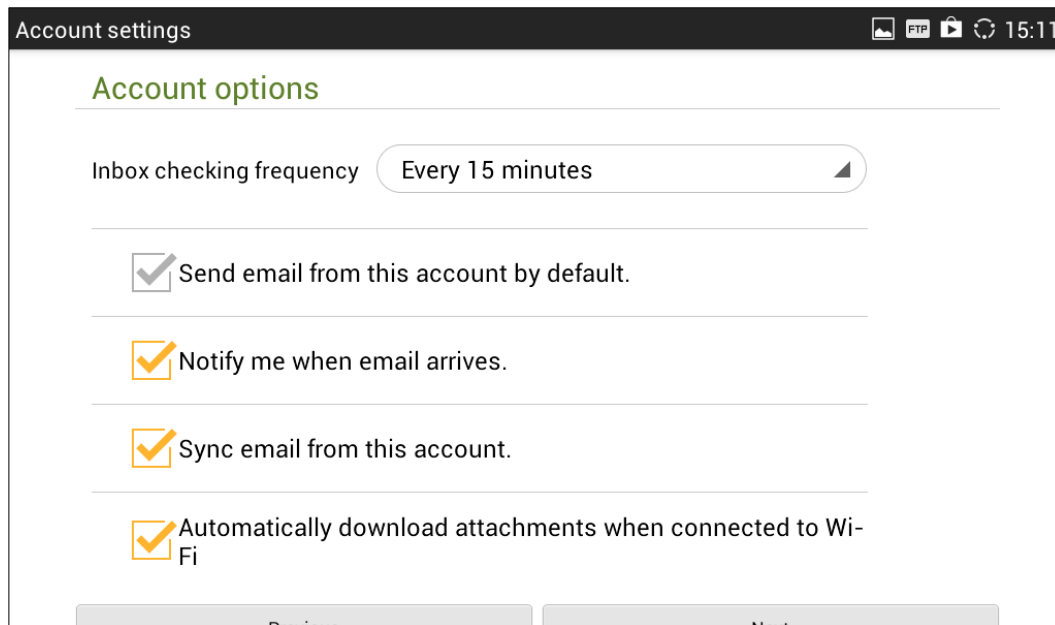 Account settings
FTP
15:11
Account options
Inbox checking frequency
Every 15 minutes
Send email from this account by default.
Notify me when email arrives.
Sync email from this account.
Automatically download attachments when connected to Wi-
Fi